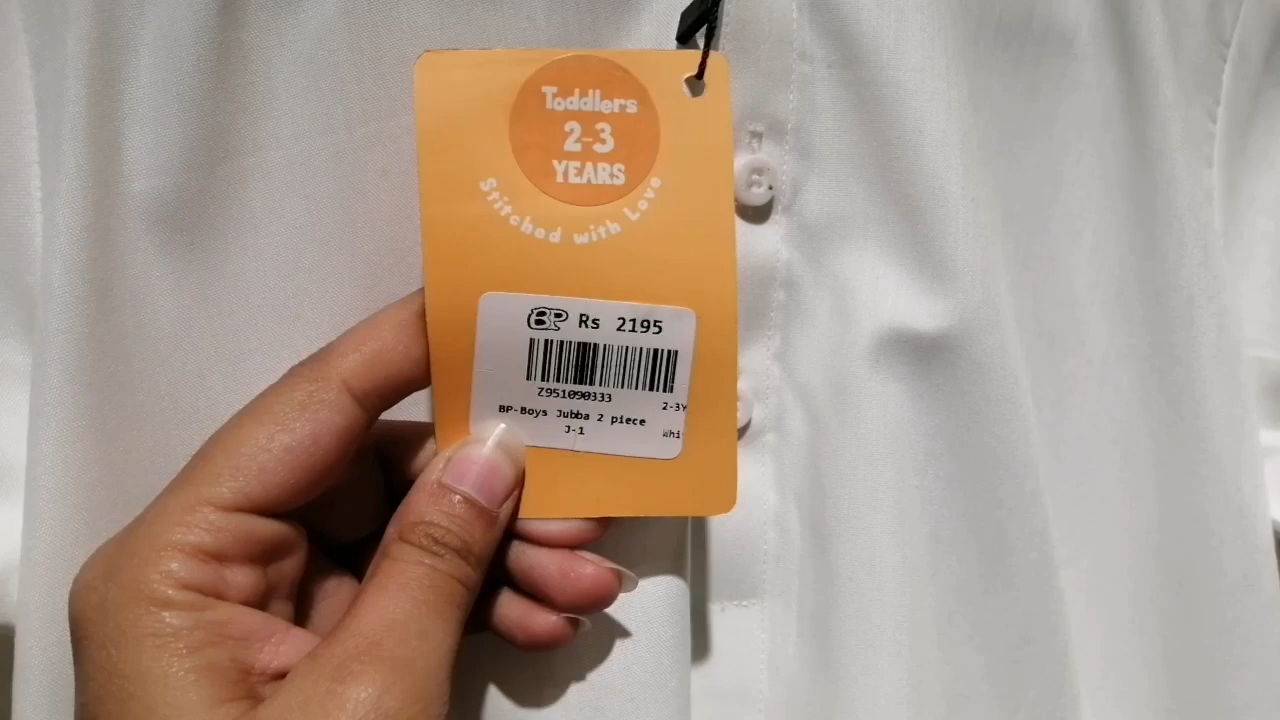 Toddlers
2-3
YEARS
Stitched with Love
BP Rs 2195
Z951090333
2-3Y
BP-Boys Jubba 2 piece
J-1
Whi